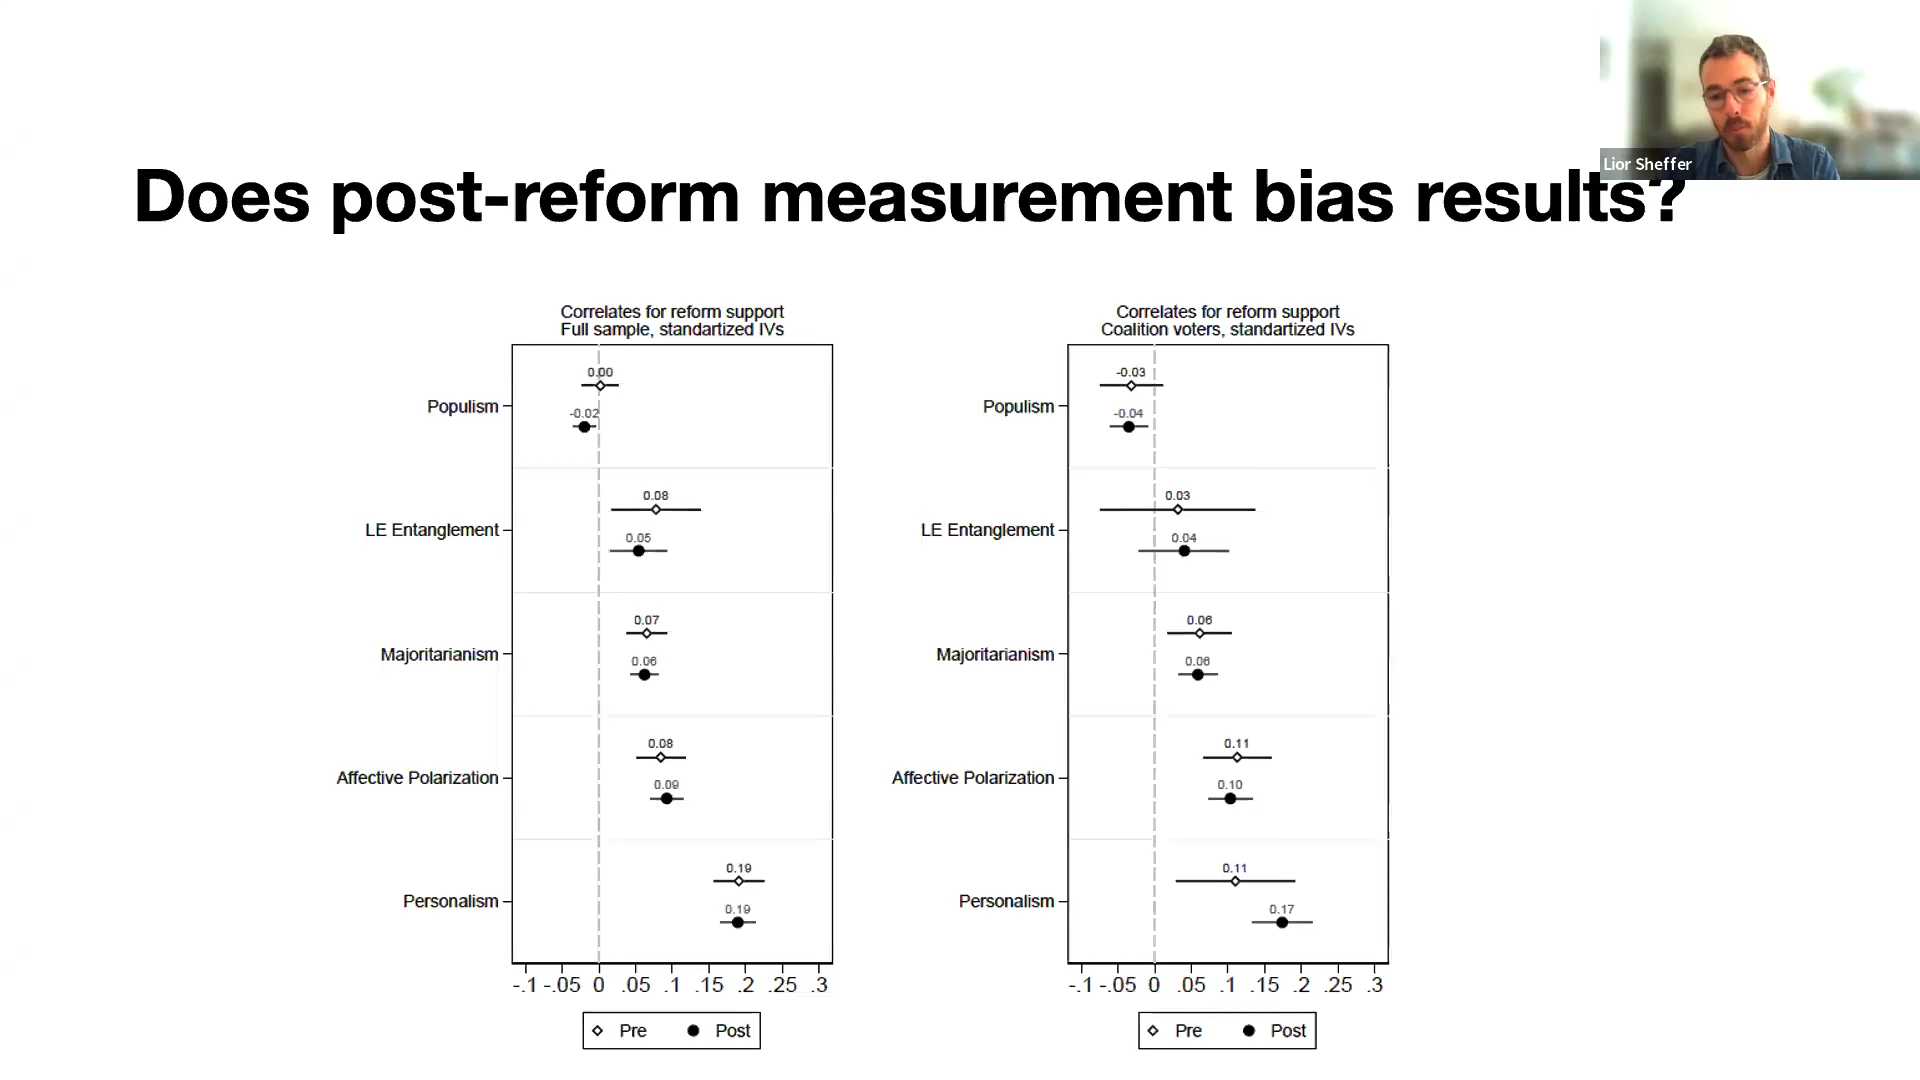 Lior Sheffer
Does post-reform measurement bias results?
Correlates for reform support
Full sample, standartized IVs
Populism
0.00
-0.02
LE Entanglement
0.08
0.05
Majoritarianism
0.07
0.06
Affective Polarization
0.08
0.09
Personalism
0.19
0.19
-.1 -.05 0 .05 .1 .15 .2 .25 .3
Pre Post
Correlates for reform support
Coalition voters, standartized IVs
Populism
-0.03
-0.04
LE Entanglement
0.03
0.04
Majoritarianism
0.06
0.06
Affective Polarization
0.11
0.10
Personalism
0.11
0.17
-.1 -.05 0 .05 .1 .15 .2 .25 .3
Pre Post